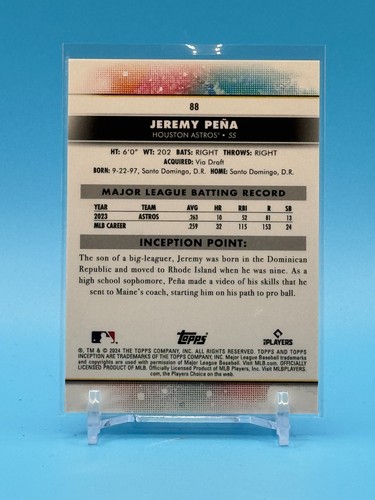 88
JEREMY PEÑA
HOUSTON ASTROS® • SS
HT: 6'0" WT: 202 BATS: RIGHT THROWS: RIGHT
ACQUIRED: Via Draft
BORN: 9-22-97, Santo Domingo, D.R. HOME: Santo Domingo, D.R.
MAJOR LEAGUE BATTING RECORD
YEAR TEAM AVG HR RBI R SB
2023 ASTROS .263 10 52 81 13
MLB CAREER .259 32 115 153 24
INCEPTION POINT:
The son of a big-leaguer, Jeremy was born in the Dominican
Republic and moved to Rhode Island when he was nine. As a
high school sophomore, Peña made a video of his skills that he
sent to Maine's coach, starting him on his path to pro ball.
Topps
PLAYERS
®, TM & © 2024 THE TOPPS COMPANY, INC. ALL RIGHTS RESERVED. TOPPS AND TOPPS
INCEPTION ARE TRADEMARKS OF THE TOPPS COMPANY, INC. Major League Baseball trademarks
and copyrights are used with permission of Major League Baseball. Visit MLB.com. OFFICIALLY
LICENSED PRODUCT OF MLB PLAYERS, INC. Visit MLBPLAYERS.
com, the Players Choice on the web.